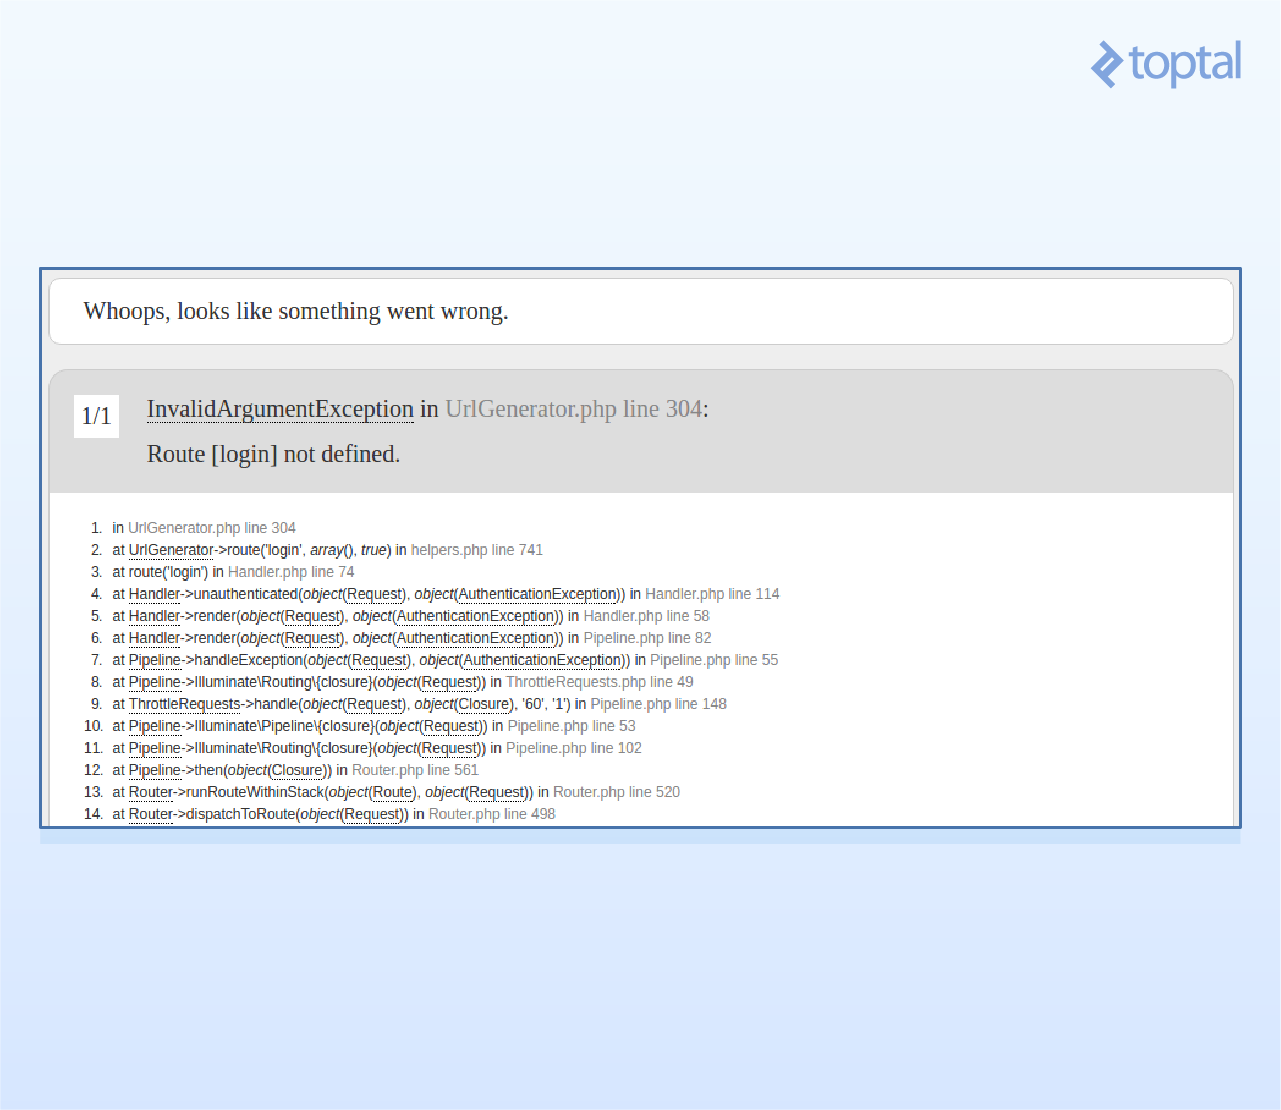 toptal
Whoops, looks like something went wrong.
1/1
InvalidArgumentException in UrlGenerator.php line 304:
Route [login] not defined.
1. in UrlGenerator.php line 304
2. at UrlGenerator->route('login', array(), true) in helpers.php line 741
3. at route('login') in Handler.php line 74
4. at Handler->unauthenticated(object(Request), object(AuthenticationException)) in Handler.php line 114
5. at Handler->render(object(Request), object(AuthenticationException)) in Handler.php line 58
6. at Handler->render(object(Request), object(AuthenticationException)) in Pipeline.php line 82
7. at Pipeline->handleException(object(Request), object(AuthenticationException)) in Pipeline.php line 55
8. at Pipeline->Illuminate\Routing\{closure}(object(Request)) in ThrottleRequests.php line 49
9. at ThrottleRequests->handle(object(Request), object(Closure), '60', '1') in Pipeline.php line 148
10. at Pipeline->Illuminate\Pipeline\{closure}(object(Request)) in Pipeline.php line 53
11. at Pipeline->Illuminate\Routing\{closure}(object(Request)) in Pipeline.php line 102
12. at Pipeline->then(object(Closure)) in Router.php line 561
13. at Router->runRouteWithinStack(object(Route), object(Request)) in Router.php line 520
14. at Router->dispatchToRoute(object(Request)) in Router.php line 498